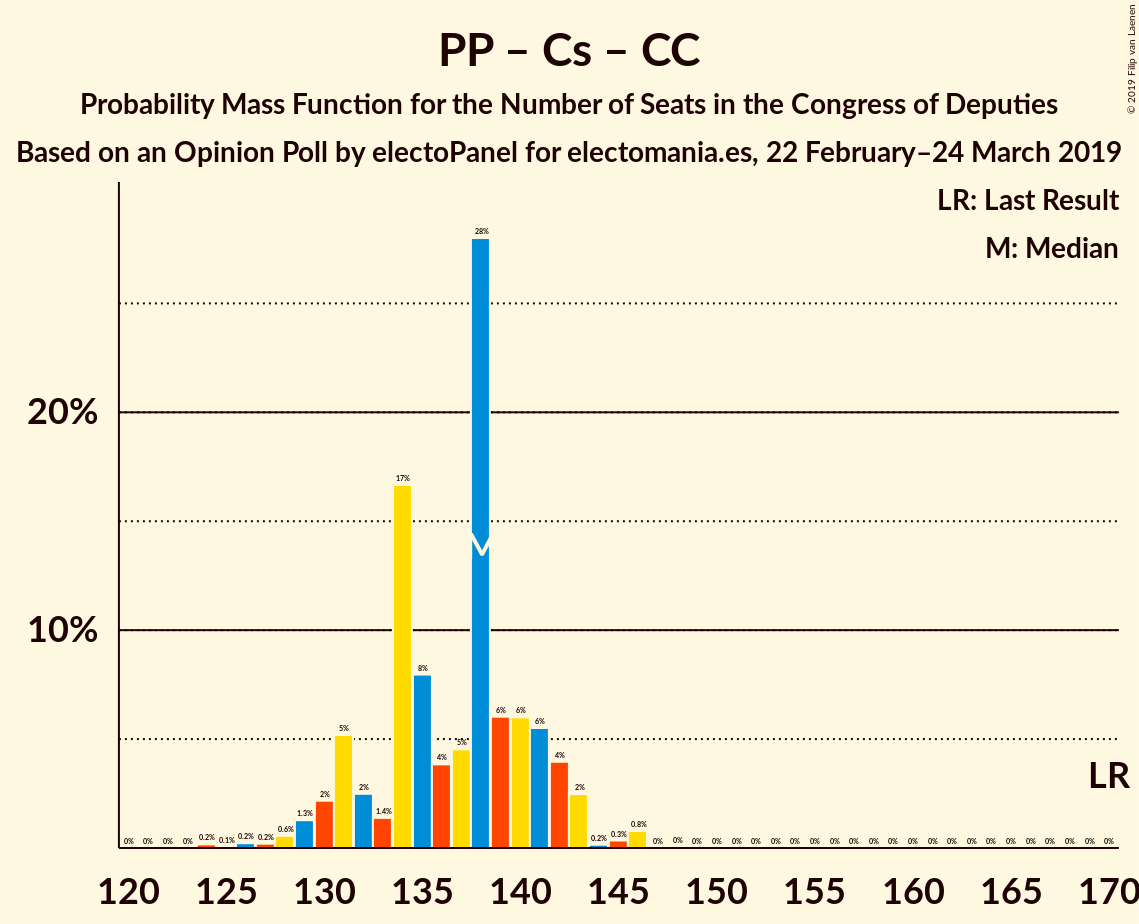 PP – Cs – CC
Probability Mass Function for the Number of Seats in the Congress of Deputies
Based on an Opinion Poll by electoPanel for electomania.es, 22 February–24 March 2019
© 2019 Filip van Laenen
LR: Last Result
M: Median
20%
10%
0% 0% 0% 0% 0.2% 0.1% 0.2% 0.2% 0.6% 1.3% 2% 5% 2% 1.4% 17% 8% 4% 5% 28% 6% 6% 6% 4% 2% 0.2% 0.3% 0.8% 0% 0% 0% 0% 0% 0% 0% 0% 0% 0% 0% 0% 0% 0% 0% 0% 0% 0% 0% 0% 0% 0% 0% 0%
LR
120 125 130 135 140 145 150 155 160 165 170